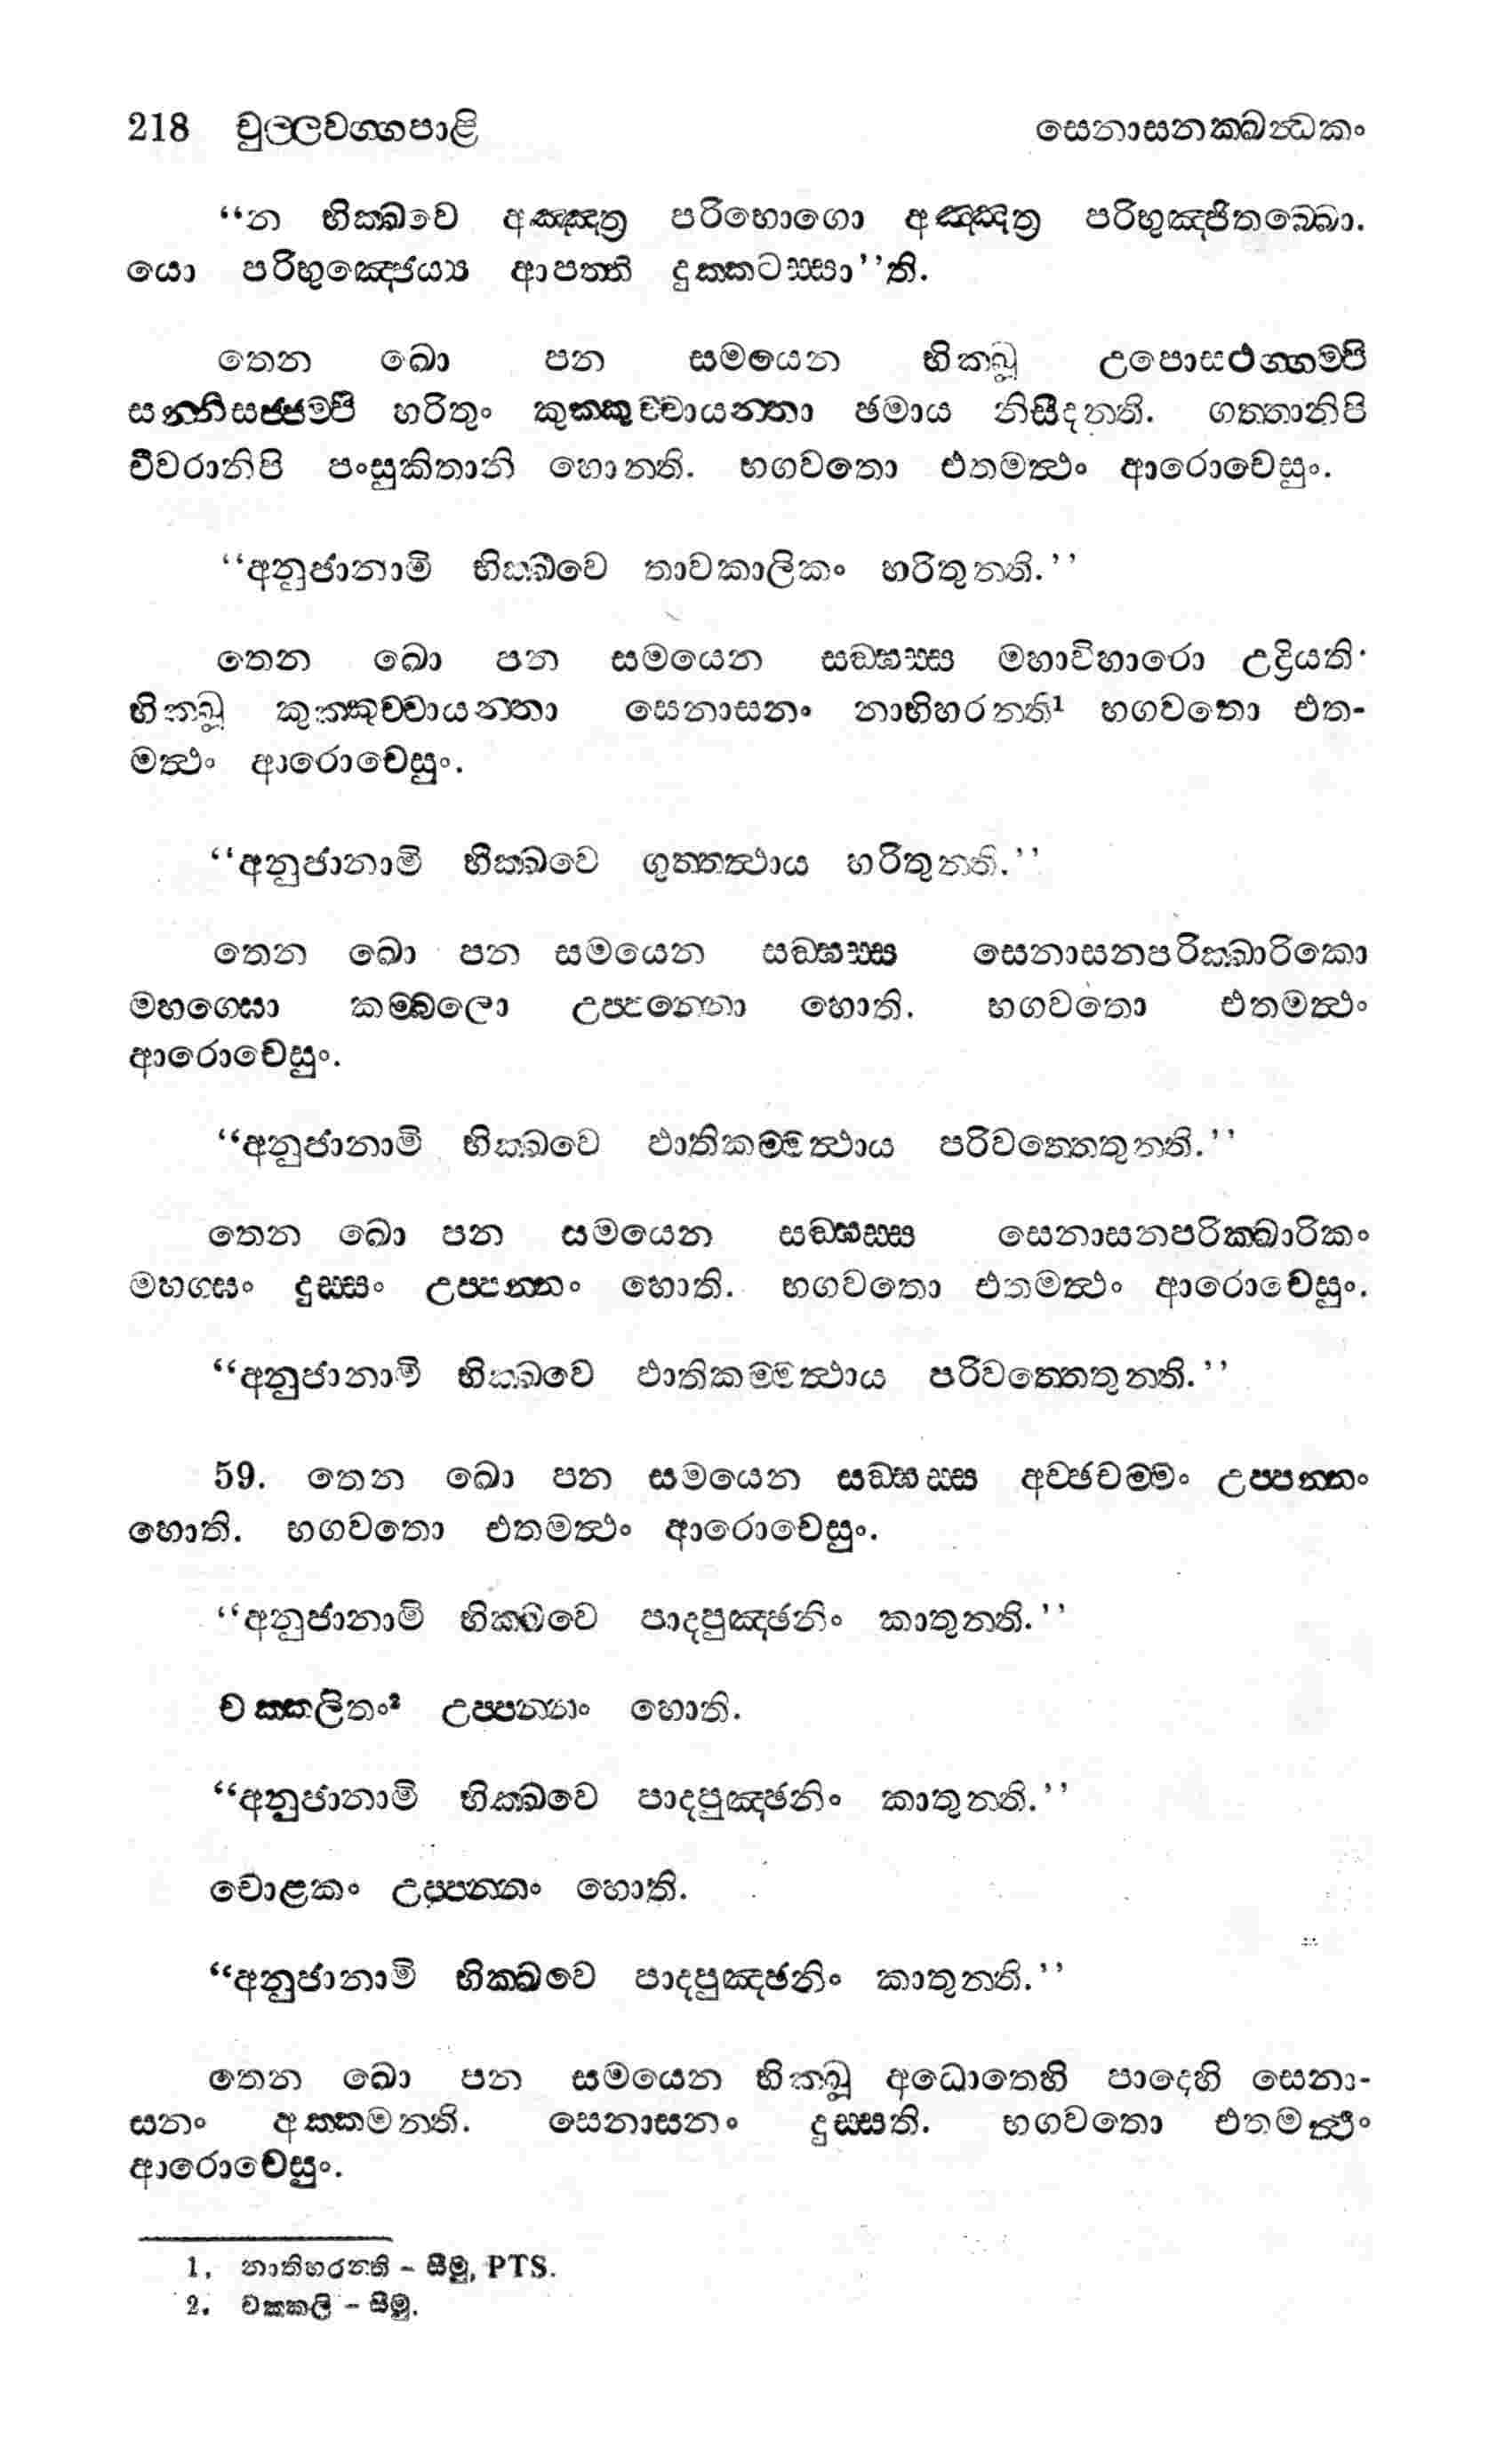 218 චුල්ලවග්ගපාළි සෙනාසනක්ඛන්ධකං
“න භික්ඛවෙ අඤ්ඤත්‍ර පරිභොගො අඤ්ඤත්‍ර පරිභුඤ්ජිතබ්බො.
යො පරිභුඤ්ජෙය්‍ය ආපත්ති දුක්කටස්සා”ති.
තෙන ඛො පන සමයෙන භික්ඛූ උපොසථග්ගම්පි
සන්නිසජ්ජම්පි හරිතුං කුක්කුච්චායන්තා ඡමාය නිසීදන්ති. ගත්තානිපි
චීවරානිපි පංසුකිතානි හොන්ති. භගවතො එතමත්ථං ආරොචෙසුං.
“අනුජානාමි භික්ඛවෙ තාවකාලිකං හරිතුන්ති.”
තෙන ඛො පන සමයෙන සඞ්ඝස්ස මහාවිහාරො උද්‍රියති.
භික්ඛූ කුක්කුච්චායන්තා සෙනාසනං නාභිහරන්ති¹ භගවතො එත-
මත්ථං ආරොචෙසුං.
“අනුජානාමි භික්ඛවෙ ගුත්තත්ථාය හරිතුන්ති.”
තෙන ඛො පන සමයෙන සඞ්ඝස්ස සෙනාසනපරික්ඛාරිකො
මහග්ඝො කම්බලො උප්පන්නො හොති. භගවතො එතමත්ථං
ආරොචෙසුං.
“අනුජානාමි භික්ඛවෙ ඵාතිකම්මත්ථාය පරිවත්තෙතුන්ති.”
තෙන ඛො පන සමයෙන සඞ්ඝස්ස සෙනාසනපරික්ඛාරිකං
මහග්ඝං දුස්සං උප්පන්නං හොති. භගවතො එතමත්ථං ආරොචෙසුං.
“අනුජානාමි භික්ඛවෙ ඵාතිකම්මත්ථාය පරිවත්තෙතුන්ති.”
59. තෙන ඛො පන සමයෙන සඞ්ඝස්ස අච්ඡචම්මං උප්පන්නං
හොති. භගවතො එතමත්ථං ආරොචෙසුං.
“අනුජානාමි භික්ඛවෙ පාදපුඤ්ඡනිං කාතුන්ති.”
චක්කලිතං² උප්පන්නං හොති.
“අනුජානාමි භික්ඛවෙ පාදපුඤ්ඡනිං කාතුන්ති.”
චොළකං උප්පන්නං හොති.
“අනුජානාමි භික්ඛවෙ පාදපුඤ්ඡනිං කාතුන්ති.”
තෙන ඛො පන සමයෙන භික්ඛූ අධොතෙහි පාදෙහි සෙනා-
සනං අක්කමන්ති. සෙනාසනං දුස්සති. භගවතො එතමත්ථං
ආරොචෙසුං.
1. නාතිහරන්ති – සීමු, PTS.
2. චක්කලි – සීමු.